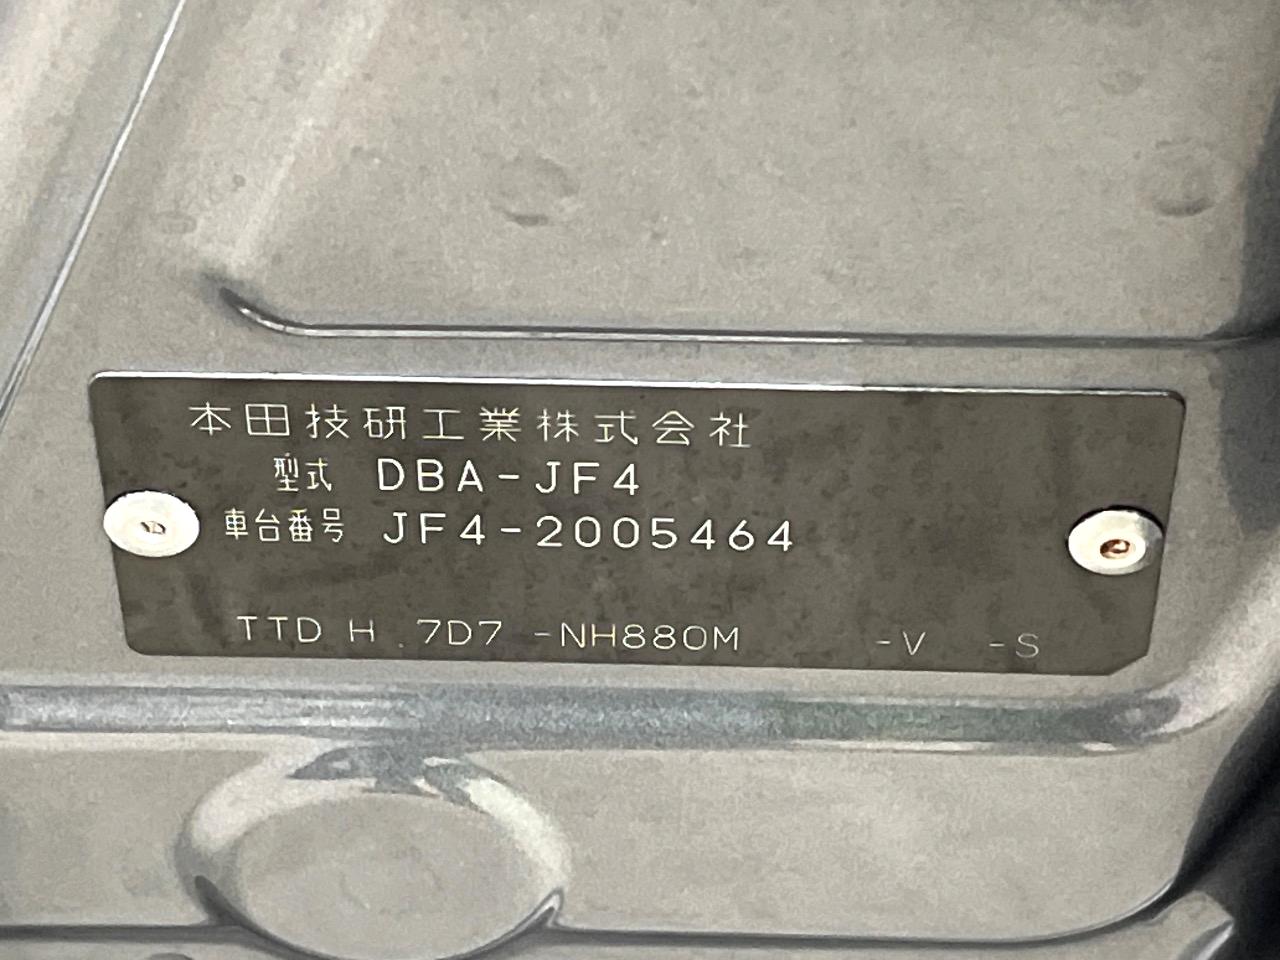 本田技研工業株式会社
型式 DBA-JF4
車台番号 JF4-2005464
TTD H .7D7 -NH880M -V -S